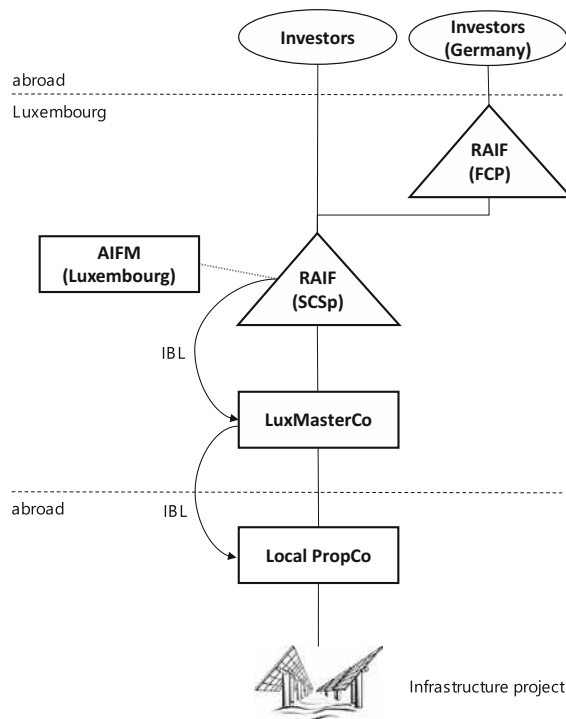 Investors
Investors
(Germany)
abroad
Luxembourg
RAIF
(FCP)
AIFM
(Luxembourg)
RAIF
(SCSp)
IBL
LuxMasterCo
abroad
IBL
Local PropCo
Infrastructure project